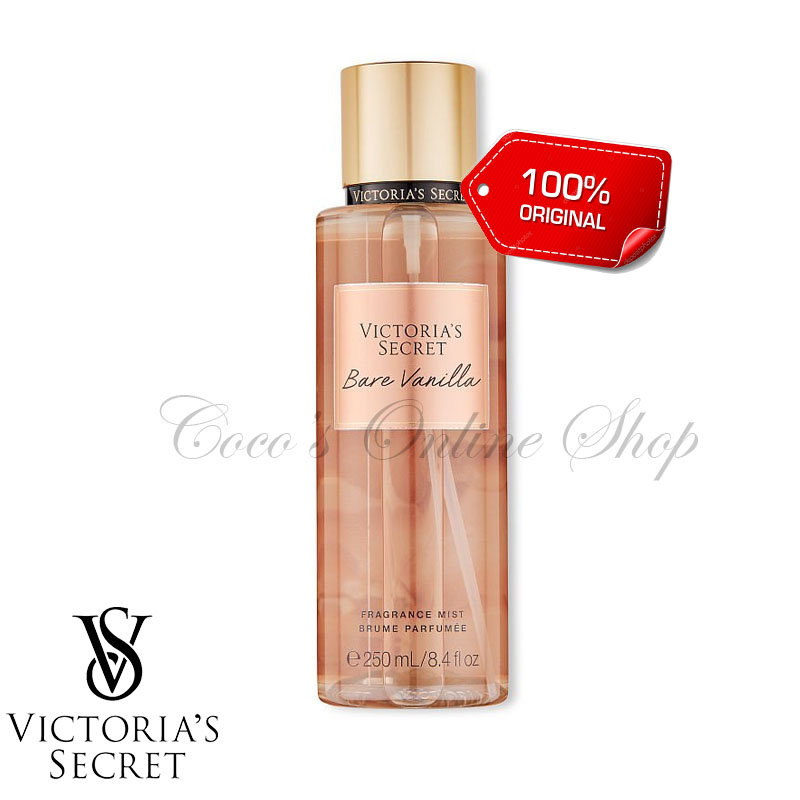 VICTORIA'S SECRET
100%
ORIGINAL
VICTORIA'S
SECRET
Bare Vanilla
Coco's Online Shop
FRAGRANCE MIST
BRUME PARFUMÉE
℮ 250 mL/8.4 fl oz
VS
VICTORIA'S
SECRET